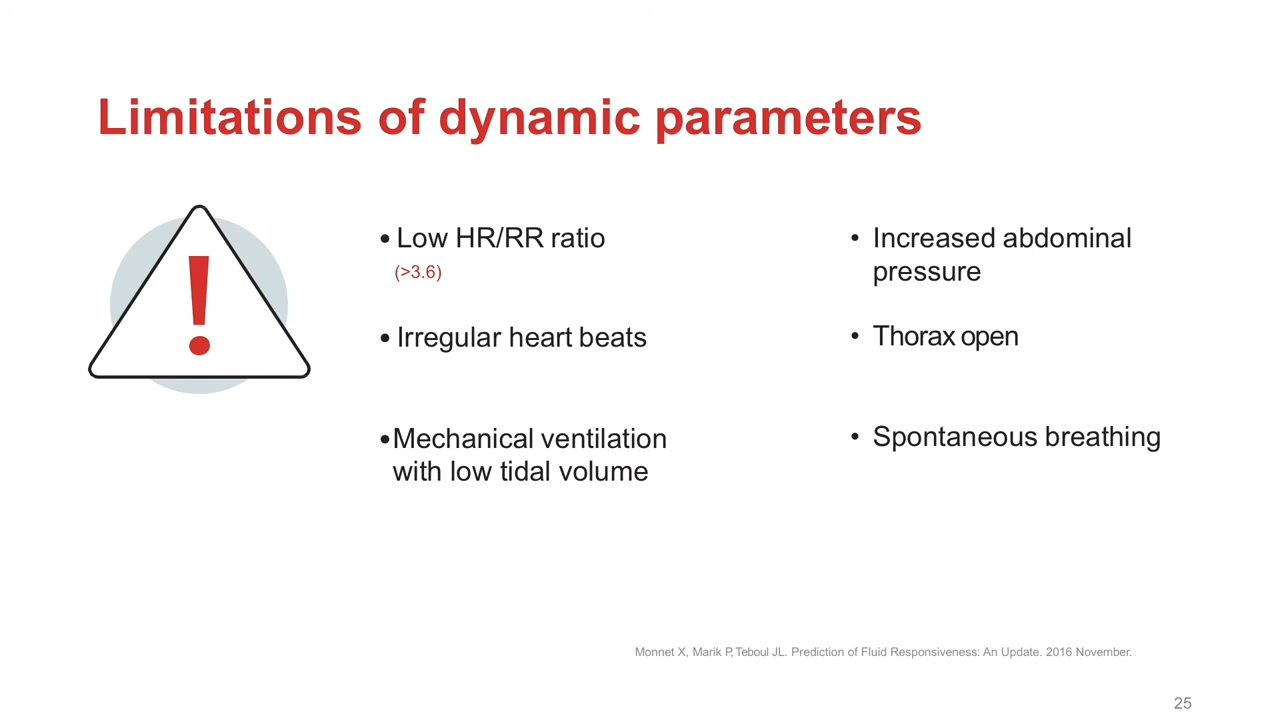 Limitations of dynamic parameters
• Low HR/RR ratio
(>3.6)
• Irregular heart beats
• Mechanical ventilation
with low tidal volume
• Increased abdominal
pressure
• Thorax open
• Spontaneous breathing
Monnet X, Marik P, Teboul JL. Prediction of Fluid Responsiveness: An Update. 2016 November.
25